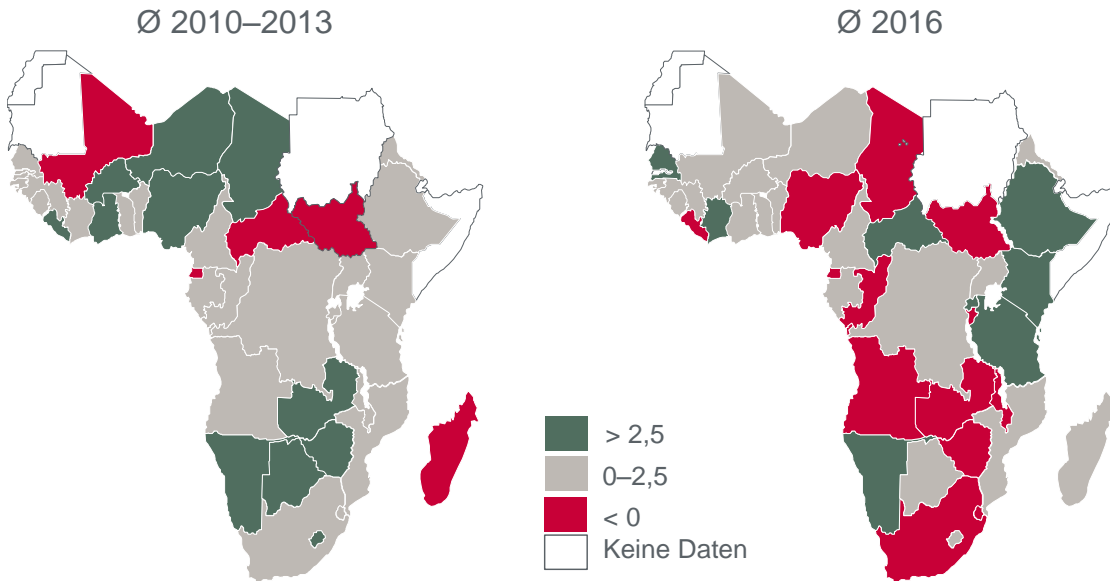 Ø 2010–2013
Ø 2016
> 2,5
0–2,5
< 0
Keine Daten